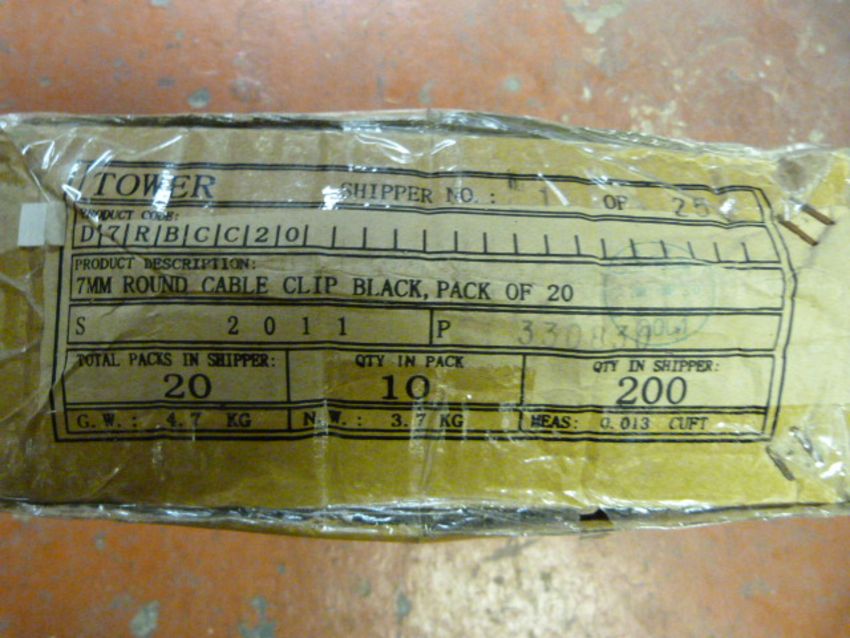 TOWER SHIPPER NO.: 1 OF 25
PRODUCT CODE:
D7RBCC20
PRODUCT DESCRIPTION:
7MM ROUND CABLE CLIP BLACK, PACK OF 20
S 2011 P
TOTAL PACKS IN SHIPPER: QTY IN PACK QTY IN SHIPPER:
20 10 200
G.W.: 4.7 KG N.W.: 3.7 KG MEAS: 0.013 CUFT